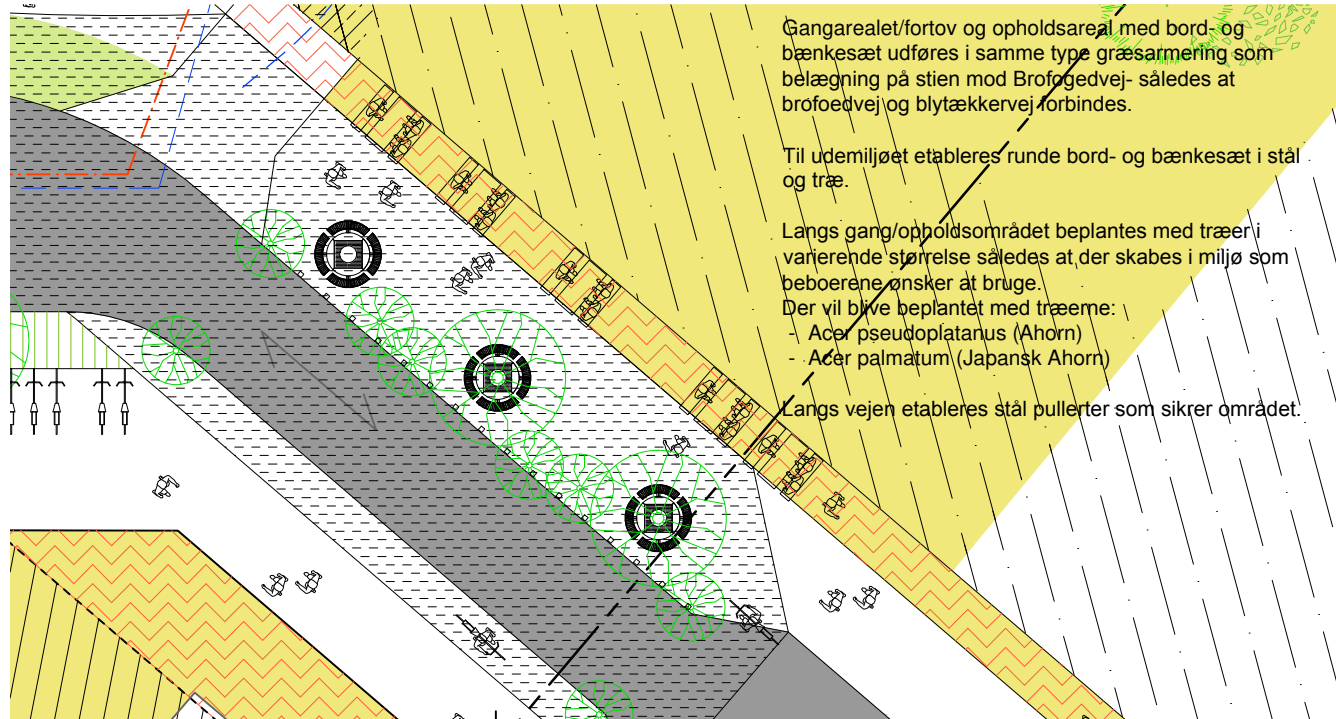 Gangarealet/fortov og opholdsareal med bord- og
bænkesæt udføres i samme type græsarmering som
belægning på stien mod Brofogedvej- således at
brofoedvej og blytækkervej forbindes.
Til udemiljøet etableres runde bord- og bænkesæt i stål
og træ.
Langs gang/opholdsområdet beplantes med træer i
varierende størrelse således at der skabes i miljø som
beboerene ønsker at bruge.
Der vil blive beplantet med træerne:
- Acer pseudoplatanus (Ahorn)
- Acer palmatum (Japansk Ahorn)
Langs vejen etableres stål pullerter som sikrer området.